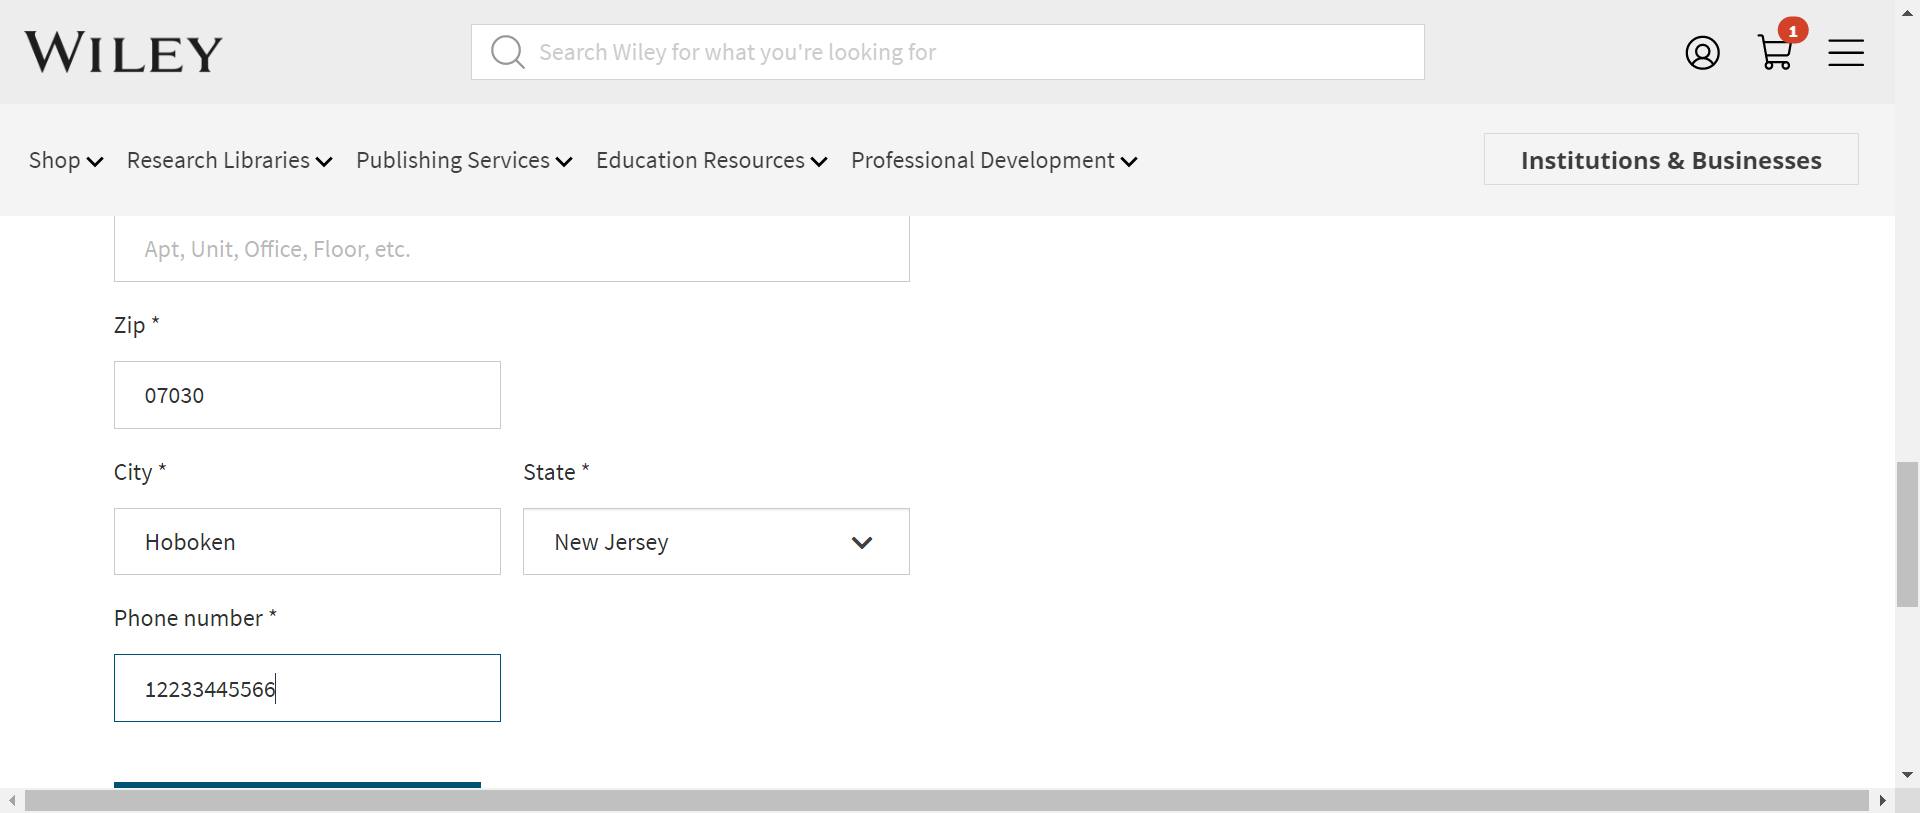 WILEY
Search Wiley for what you're looking for
1
Shop
Research Libraries
Publishing Services
Education Resources
Professional Development
Institutions & Businesses
Apt, Unit, Office, Floor, etc.
Zip *
07030
City *
State *
Hoboken
New Jersey
Phone number *
12233445566